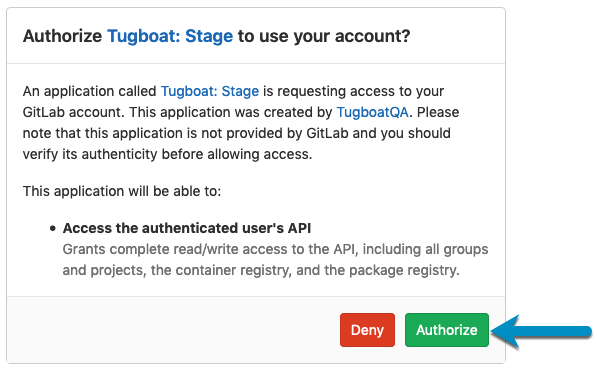 Authorize Tugboat: Stage to use your account?
An application called Tugboat: Stage is requesting access to your
GitLab account. This application was created by TugboatQA. Please
note that this application is not provided by GitLab and you should
verify its authenticity before allowing access.
This application will be able to:
• Access the authenticated user's API
Grants complete read/write access to the API, including all groups
and projects, the container registry, and the package registry.
Deny Authorize